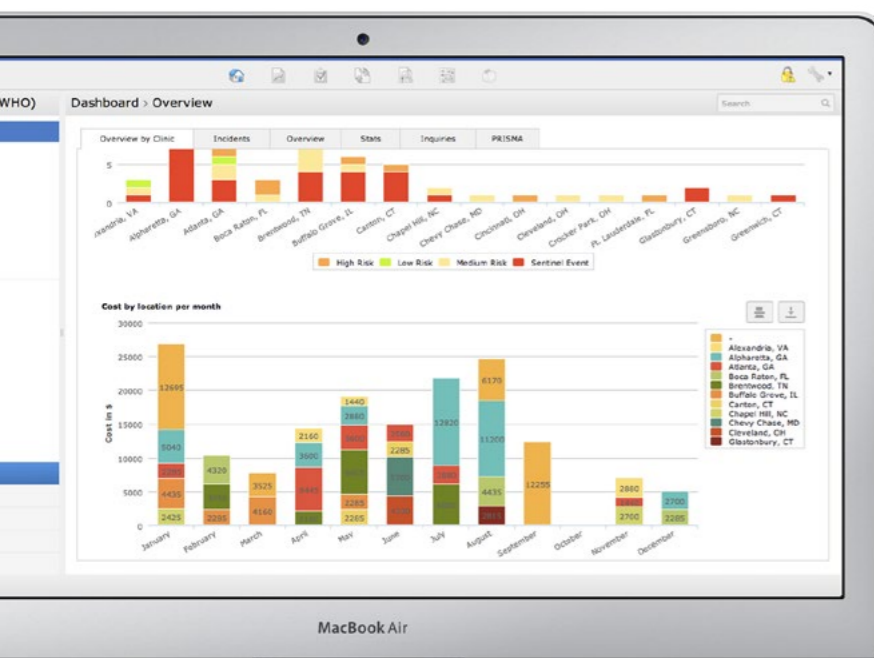 WHO)
Dashboard › Overview
Search
Overview by Clinic
Incidents
Overview
Stats
Inquiries
PRISMA
5
0
Alpharetta, GA
Atlanta, GA
Boca Raton, FL
Brentwood, TN
Buffalo Grove, IL
Canton, CT
Chapel Hill, NC
Chevy Chase, MD
Cincinnati, OH
Cleveland, OH
Crocker Park, OH
Ft. Lauderdale, FL
Glastonbury, CT
Greensboro, NC
Greenwich, CT
High Risk
Low Risk
Medium Risk
Sentinel Event
Cost by location per month
Cost in $
30000
25000
20000
15000
10000
5000
0
12695
5040
4435
2425
4320
2285
3525
4160
2160
3600
1440
2880
2285
2265
2285
12820
6170
11200
4435
12255
2880
2700
2700
2285
January
February
March
April
May
June
July
August
September
October
November
December
-
Alexandria, VA
Alpharetta, GA
Atlanta, GA
Boca Raton, FL
Brentwood, TN
Buffalo Grove, IL
Canton, CT
Chapel Hill, NC
Chevy Chase, MD
Cleveland, OH
Glastonbury, CT
MacBook Air